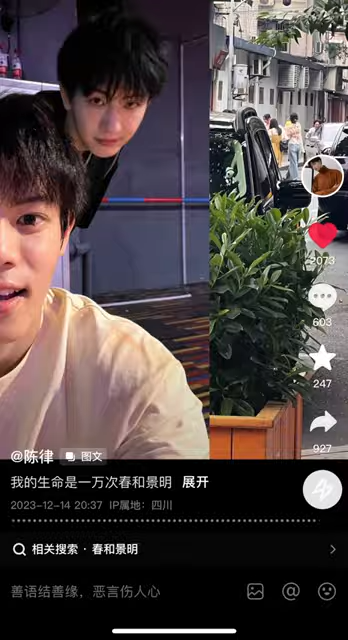 2073
603
247
927
@陈律 图文
我的生命是一万次春和景明 展开
2023-12-14 20:37 IP属地：四川
相关搜索 · 春和景明
善语结善缘，恶言伤人心